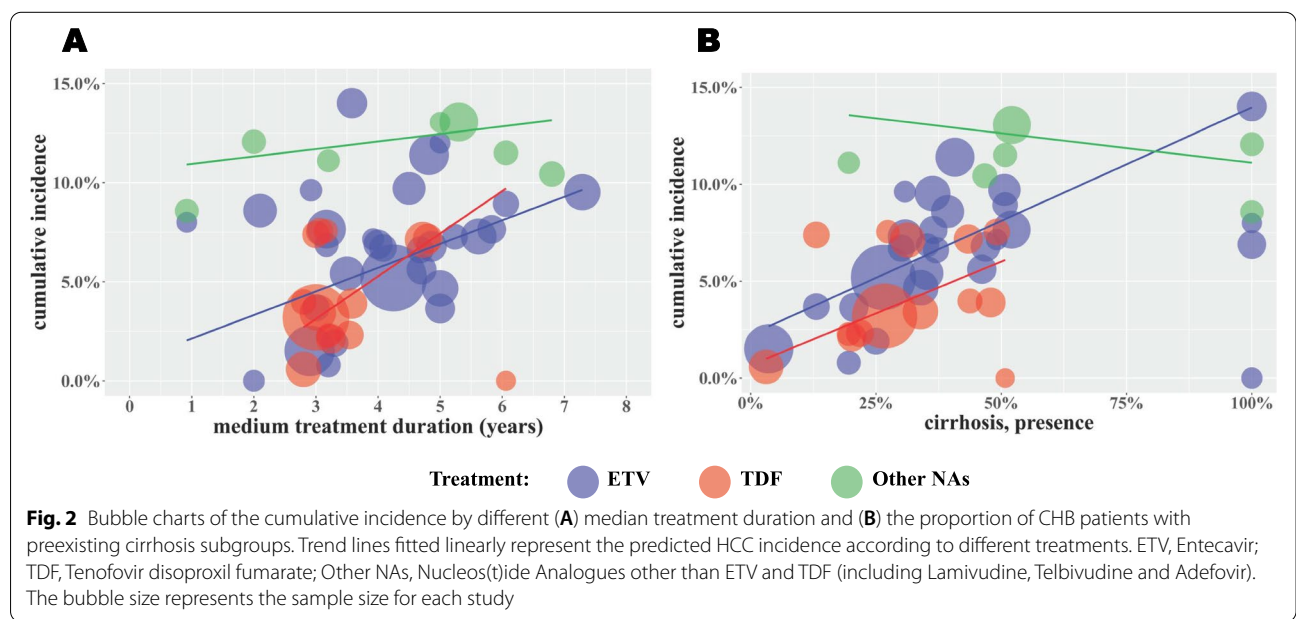 A
B
15.0%
10.0%
5.0%
0.0%
cumulative incidence
0 1 2 3 4 5 6 7 8
medium treatment duration (years)
15.0%
10.0%
5.0%
0.0%
cumulative incidence
0% 25% 50% 75% 100%
cirrhosis, presence
Treatment: ETV TDF Other NAs
Fig. 2 Bubble charts of the cumulative incidence by different (A) median treatment duration and (B) the proportion of CHB patients with
preexisting cirrhosis subgroups. Trend lines fitted linearly represent the predicted HCC incidence according to different treatments. ETV, Entecavir;
TDF, Tenofovir disoproxil fumarate; Other NAs, Nucleos(t)ide Analogues other than ETV and TDF (including Lamivudine, Telbivudine and Adefovir).
The bubble size represents the sample size for each study